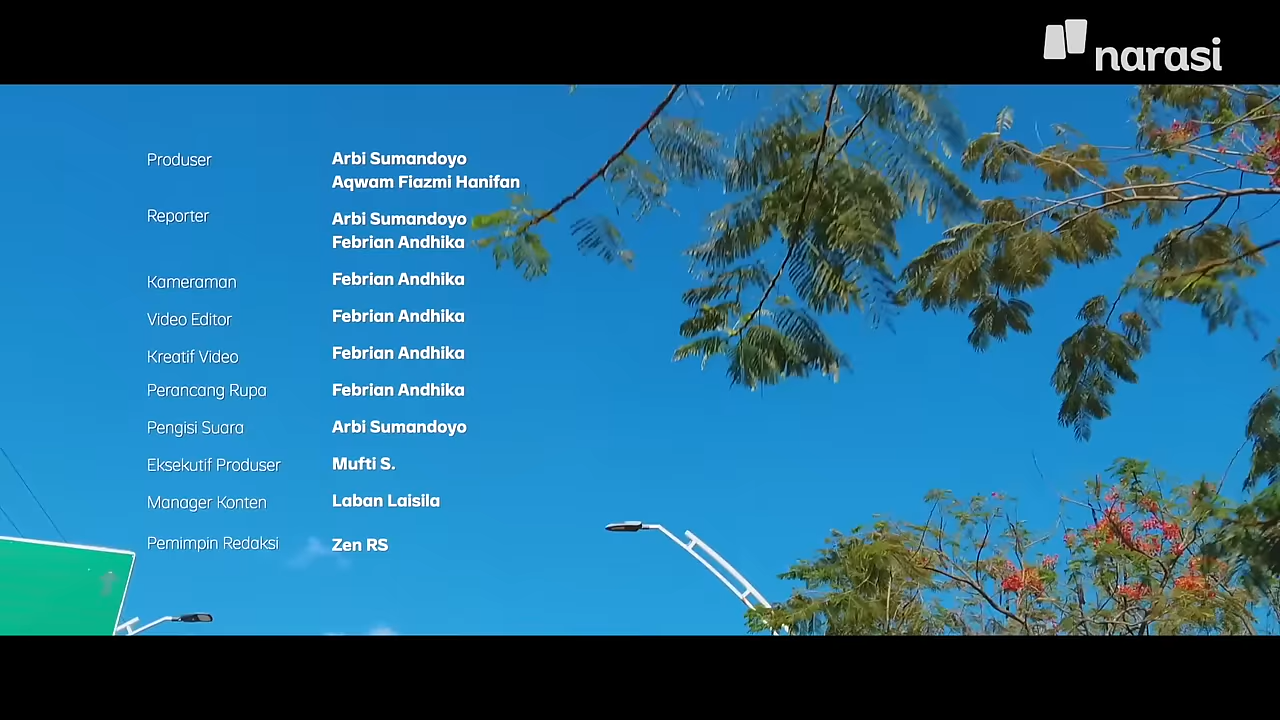 narasi
Produser Arbi Sumandoyo
Aqwam Fiazmi Hanifan
Reporter Arbi Sumandoyo
Febrian Andhika
Kameraman Febrian Andhika
Video Editor Febrian Andhika
Kreatif Video Febrian Andhika
Perancang Rupa Febrian Andhika
Pengisi Suara Arbi Sumandoyo
Eksekutif Produser Mufti S.
Manager Konten Laban Laisila
Pemimpin Redaksi Zen RS